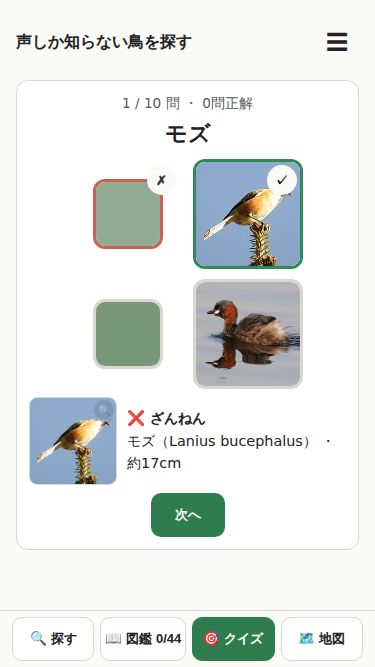 声しか知らない鳥を探す
☰
1 / 10 問 ・ 0問正解
モズ
✗
✓
❌ ざんねん
モズ（Lanius bucephalus） ・
約17cm
次へ
🔍 探す
📖 図鑑 0/44
🎯 クイズ
🗺️ 地図